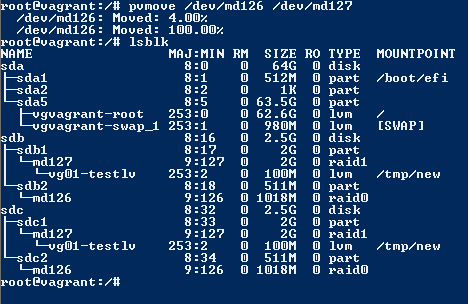 root@vagrant:/# pvmove /dev/md126 /dev/md127
  /dev/md126: Moved: 4.00%
  /dev/md126: Moved: 100.00%
root@vagrant:/# lsblk
NAME                 MAJ:MIN RM  SIZE RO TYPE  MOUNTPOINT
sda                    8:0    0   64G  0 disk
├─sda1                 8:1    0  512M  0 part  /boot/efi
├─sda2                 8:2    0    1K  0 part
└─sda5                 8:5    0 63.5G  0 part
  ├─vgvagrant-root   253:0    0 62.6G  0 lvm   /
  └─vgvagrant-swap_1 253:1    0  980M  0 lvm   [SWAP]
sdb                    8:16   0  2.5G  0 disk
├─sdb1                 8:17   0    2G  0 part
│ └─md127              9:127  0    2G  0 raid1
│   └─vg01-testlv    253:2    0  100M  0 lvm   /tmp/new
└─sdb2                 8:18   0  511M  0 part
  └─md126              9:126  0 1018M  0 raid0
sdc                    8:32   0  2.5G  0 disk
├─sdc1                 8:33   0    2G  0 part
│ └─md127              9:127  0    2G  0 raid1
│   └─vg01-testlv    253:2    0  100M  0 lvm   /tmp/new
└─sdc2                 8:34   0  511M  0 part
  └─md126              9:126  0 1018M  0 raid0
root@vagrant:/#